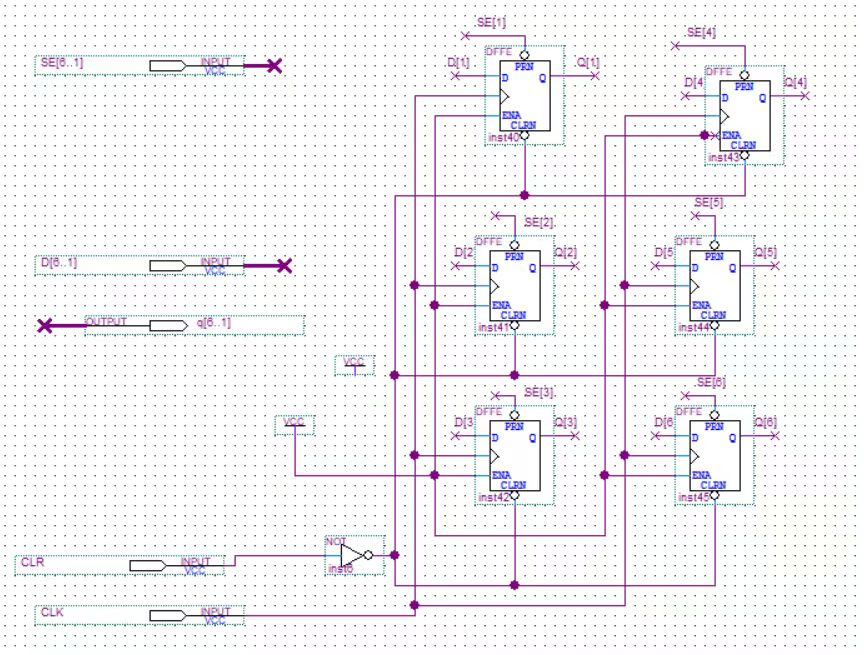 SE[1]
SE[4]
SE[6..1] INPUT VCC
DFFE
D[1] PRN Q[1]
D Q
ENA
CLRN
inst40
DFFE
D[4 PRN Q[4]
D Q
ENA
CLRN
inst43
SE[2]
SE[5]
D[6..1] INPUT VCC
DFFE
D[2 PRN Q[2]
D Q
ENA
CLRN
inst41
DFFE
D[5 PRN Q[5]
D Q
ENA
CLRN
inst44
OUTPUT q[6..1]
VCC
VCC
SE[3]
SE[6]
DFFE
D[3 PRN Q[3]
D Q
ENA
CLRN
inst42
DFFE
D[6 PRN Q[6]
D Q
ENA
CLRN
inst45
NOT
inst6
CLR INPUT VCC
CLK INPUT VCC